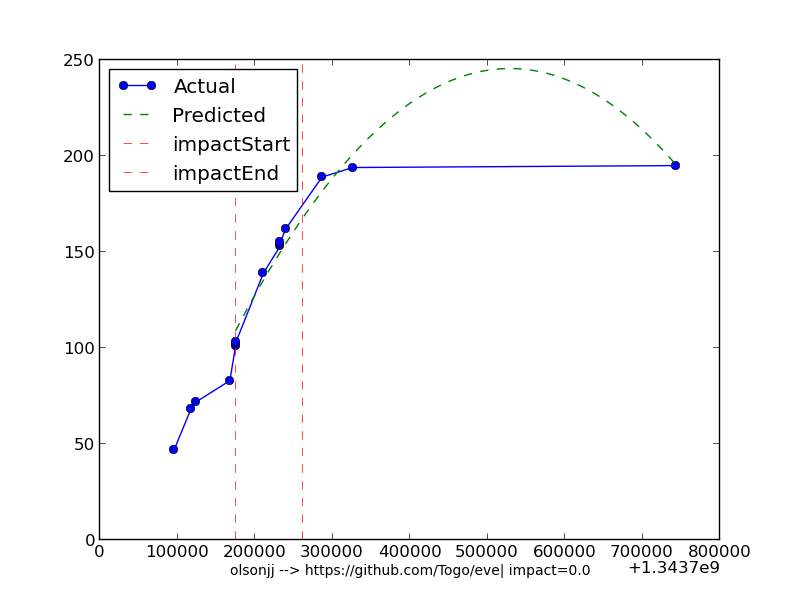 250
200
150
100
50
0
Actual
Predicted
impactStart
impactEnd
0 100000 200000 300000 400000 500000 600000 700000 800000
+1.3437e9
olsonjj --> https://github.com/Togo/eve| impact=0.0